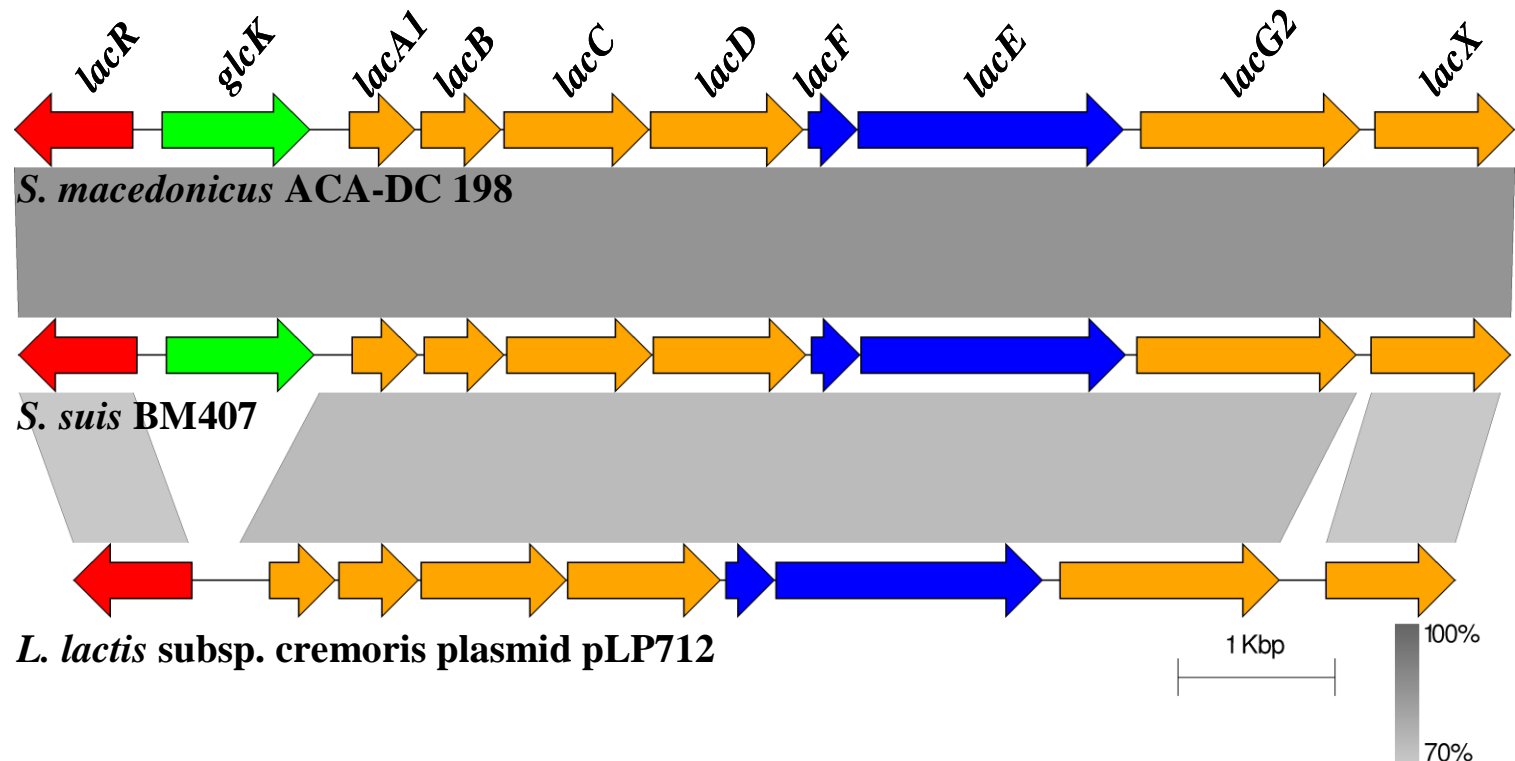 lacR glcK lacA1 lacB lacC lacD lacF lacE lacG2 lacX
S. macedonicus ACA-DC 198
S. suis BM407
L. lactis subsp. cremoris plasmid pLP712
1 Kbp
100%
70%